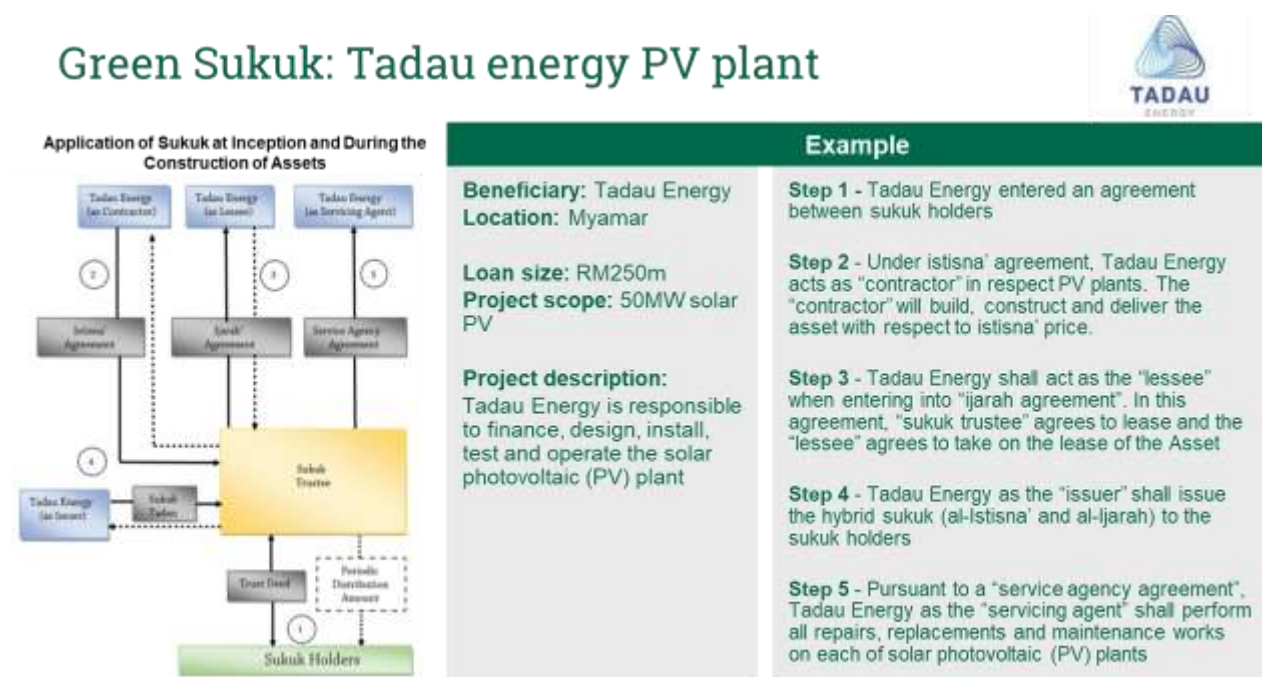 Green Sukuk: Tadau energy PV plant
TADAU
ENERGY
Application of Sukuk at Inception and During the
Construction of Assets
Tadau Energy
(as Contractor)
Tadau Energy
(as Lessee)
Tadau Energy
(as Servicing Agent)
2
3
5
Istisna'
Agreement
Ijarah'
Agreement
Service Agency
Agreement
Sukuk
Trustee
4
Tadau Energy
(as Issuer)
Sukuk
Trust Deed
Periodic
Distribution
Amount
1
Sukuk Holders
Example
Beneficiary: Tadau Energy
Location: Myamar
Loan size: RM250m
Project scope: 50MW solar
PV
Project description:
Tadau Energy is responsible
to finance, design, install,
test and operate the solar
photovoltaic (PV) plant
Step 1 - Tadau Energy entered an agreement
between sukuk holders
Step 2 - Under istisna' agreement, Tadau Energy
acts as "contractor" in respect PV plants. The
"contractor" will build, construct and deliver the
asset with respect to istisna' price.
Step 3 - Tadau Energy shall act as the "lessee"
when entering into "ijarah agreement". In this
agreement, "sukuk trustee" agrees to lease and the
"lessee" agrees to take on the lease of the Asset
Step 4 - Tadau Energy as the "issuer" shall issue
the hybrid sukuk (al-Istisna' and al-Ijarah) to the
sukuk holders
Step 5 - Pursuant to a "service agency agreement",
Tadau Energy as the "servicing agent" shall perform
all repairs, replacements and maintenance works
on each of solar photovoltaic (PV) plants